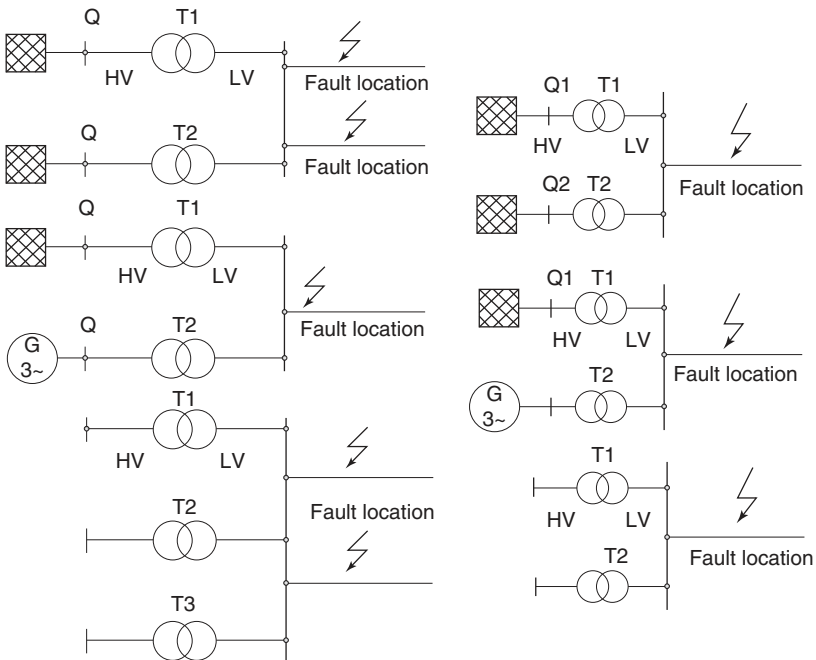 Q T1
HV LV
Fault location
T2
Q
Fault location
Q T1
HV LV
Fault location
Q T2
G
3~
T1
HV LV
Fault location
T2
T3
Q1 T1
HV LV
Fault location
Q2 T2
Q1 T1
HV LV
Fault location
T2
G
3~
T1
HV LV
Fault location
T2